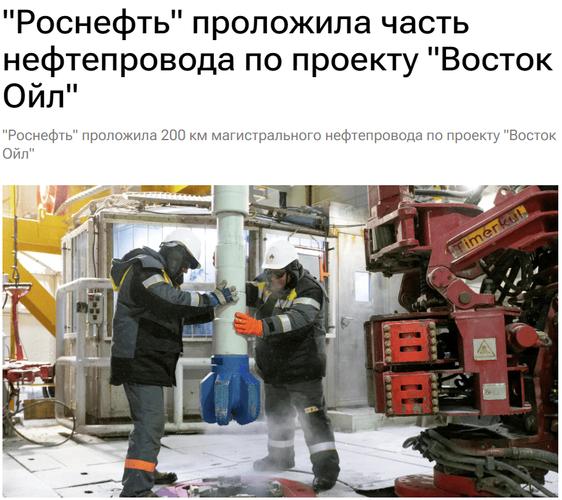 "Роснефть" проложила часть
нефтепровода по проекту "Восток
Ойл"
"Роснефть" проложила 200 км магистрального нефтепровода по проекту "Восток
Ойл"
Timerkul